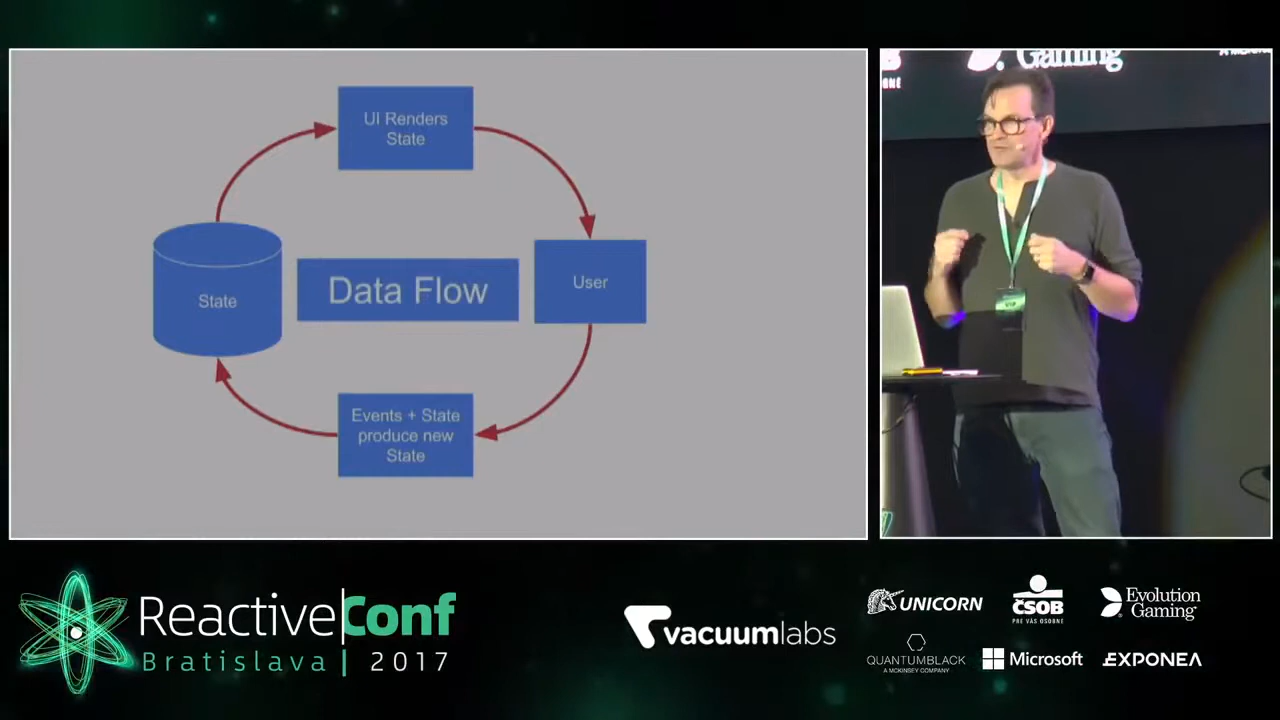 UI Renders
State
State
Data Flow
User
Events + State
produce new
State
Gaming
ReactiveConf
Bratislava | 2017
vacuumlabs
UNICORN
ČSOB
PRE VÁS OSOBNE
Evolution
Gaming
QUANTUMBLACK
A MCKINSEY COMPANY
Microsoft
EXPONEA